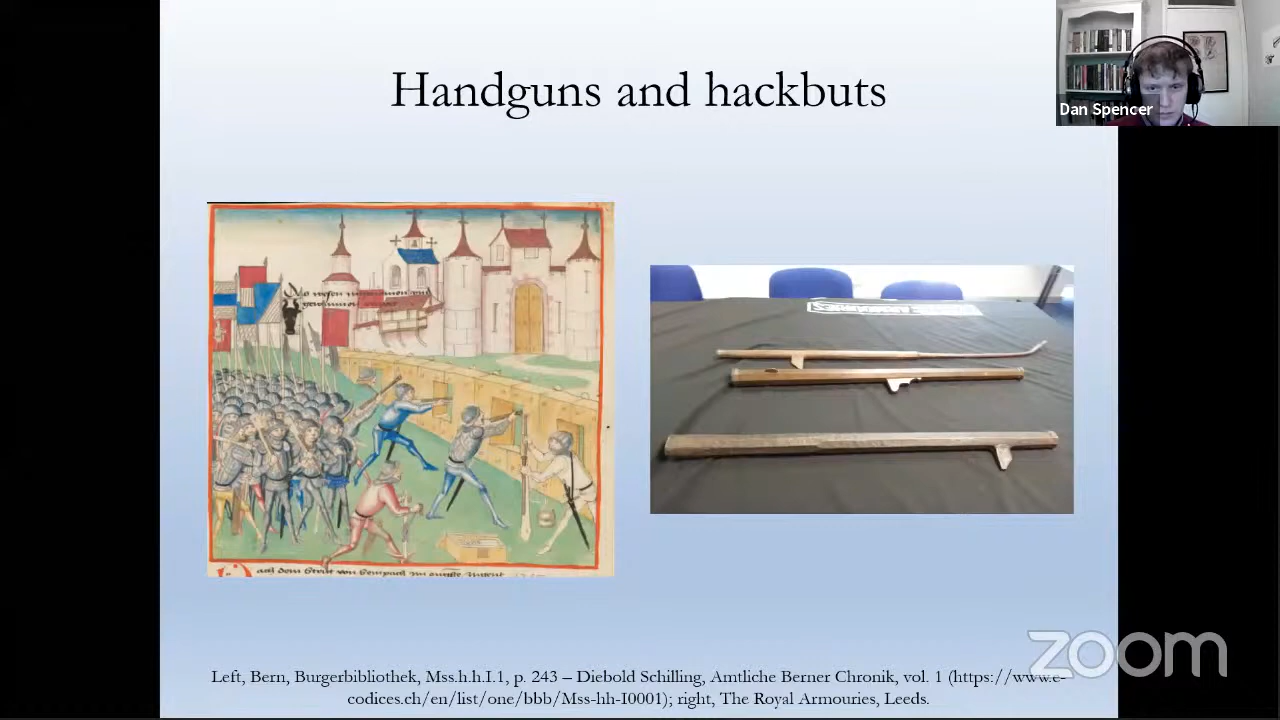 Handguns and hackbuts
Dan Spencer
zoom
Left, Bern, Burgerbibliothek, Mss.h.h.I.1, p. 243 – Diebold Schilling, Amtliche Berner Chronik, vol. 1 (https://www.e-
codices.ch/en/list/one/bbb/Mss-hh-I0001); right, The Royal Armouries, Leeds.